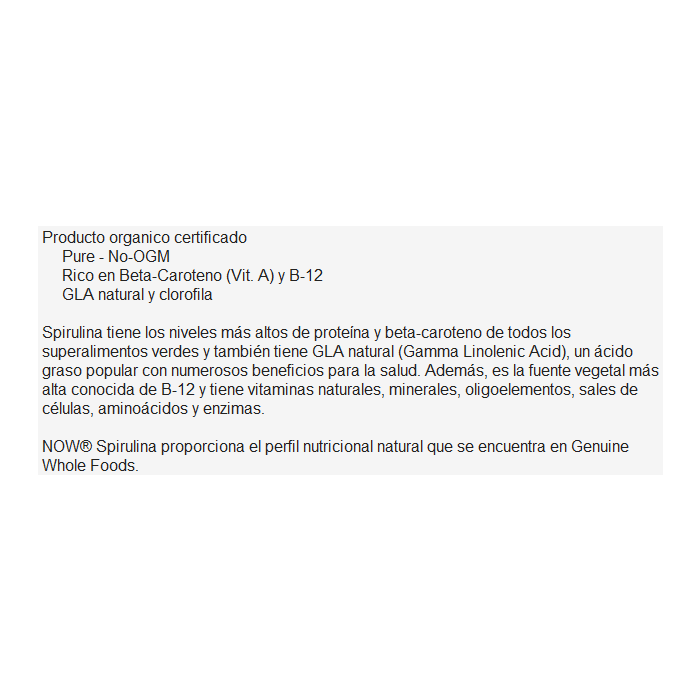 Producto organico certificado
Pure - No-OGM
Rico en Beta-Caroteno (Vit. A) y B-12
GLA natural y clorofila
Spirulina tiene los niveles más altos de proteína y beta-caroteno de todos los
superalimentos verdes y también tiene GLA natural (Gamma Linolenic Acid), un ácido
graso popular con numerosos beneficios para la salud. Además, es la fuente vegetal más
alta conocida de B-12 y tiene vitaminas naturales, minerales, oligoelementos, sales de
células, aminoácidos y enzimas.
NOW® Spirulina proporciona el perfil nutricional natural que se encuentra en Genuine
Whole Foods.